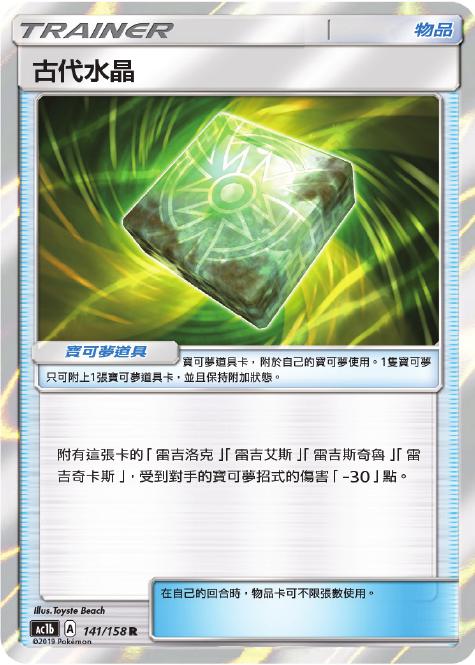 TRAINER
物品
古代水晶
寶可夢道具
寶可夢道具卡，附於自己的寶可夢使用。1隻寶可夢
只可附上1張寶可夢道具卡，並且保持附加狀態。
附有這張卡的「雷吉洛克」「雷吉艾斯」「雷吉斯奇魯」「雷
吉奇卡斯」，受到對手的寶可夢招式的傷害「-30」點。
在自己的回合時，物品卡可不限張數使用。
Illus.Toyste Beach
AC1b A 141/158 R
©2019 Pokémon